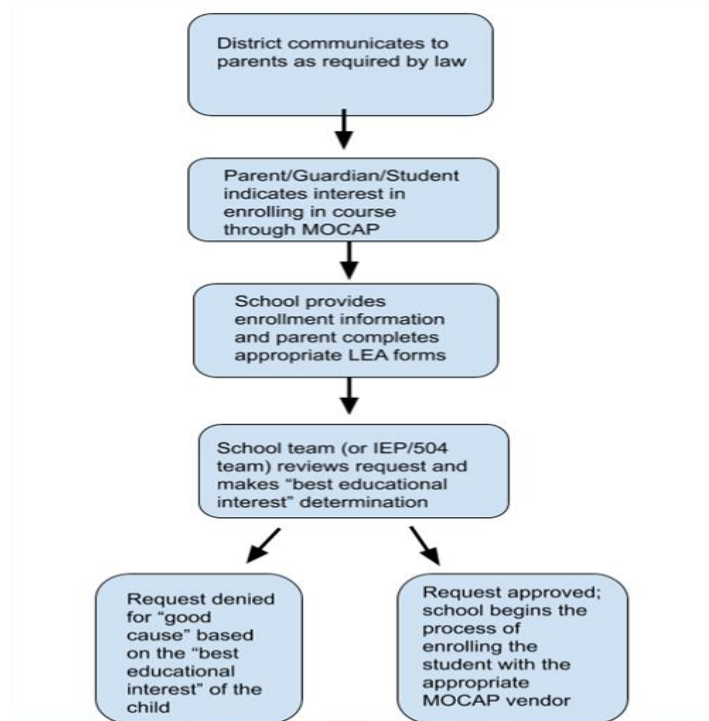 District communicates to
parents as required by law
Parent/Guardian/Student
indicates interest in
enrolling in course
through MOCAP
School provides
enrollment information
and parent completes
appropriate LEA forms
School team (or IEP/504
team) reviews request and
makes “best educational
interest” determination
Request denied
for “good
cause” based
on the “best
educational
interest” of the
child
Request approved;
school begins the
process of
enrolling the
student with the
appropriate
MOCAP vendor